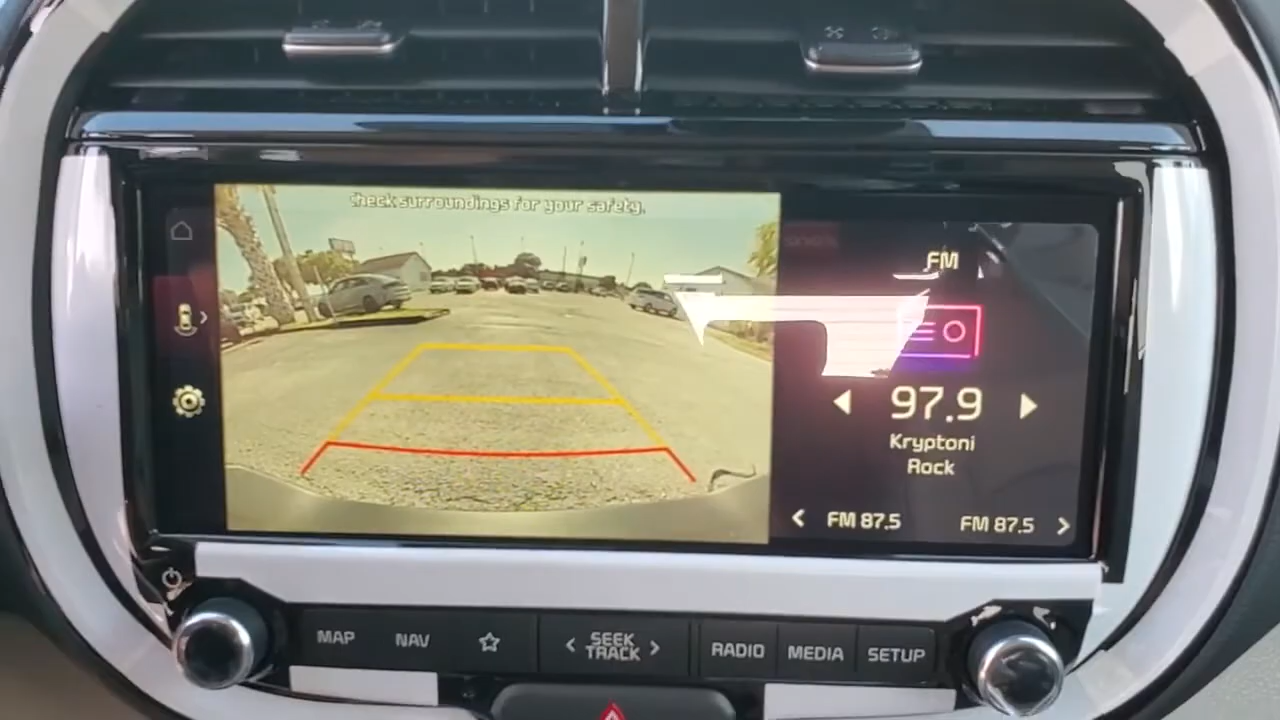 Check surroundings for your safety.
FM
97.9
Kryptoni
Rock
FM 87.5
FM 87.5
MAP
NAV
SEEK
TRACK
RADIO
MEDIA
SETUP